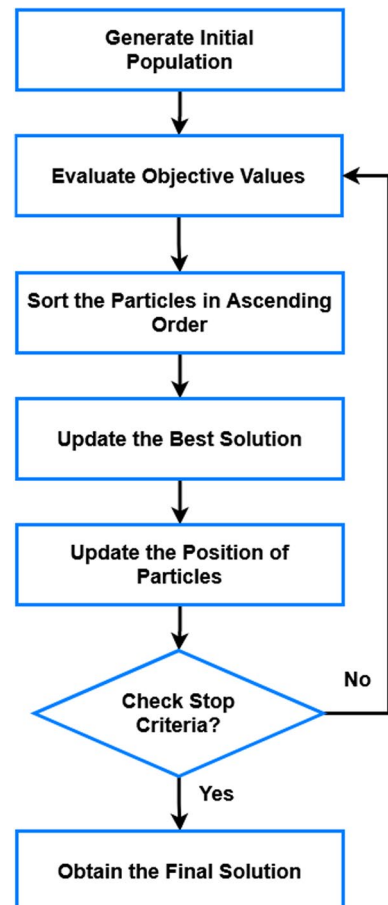 Generate Initial
Population
Evaluate Objective Values
Sort the Particles in Ascending
Order
Update the Best Solution
Update the Position of
Particles
Check Stop
Criteria?
No
Yes
Obtain the Final Solution